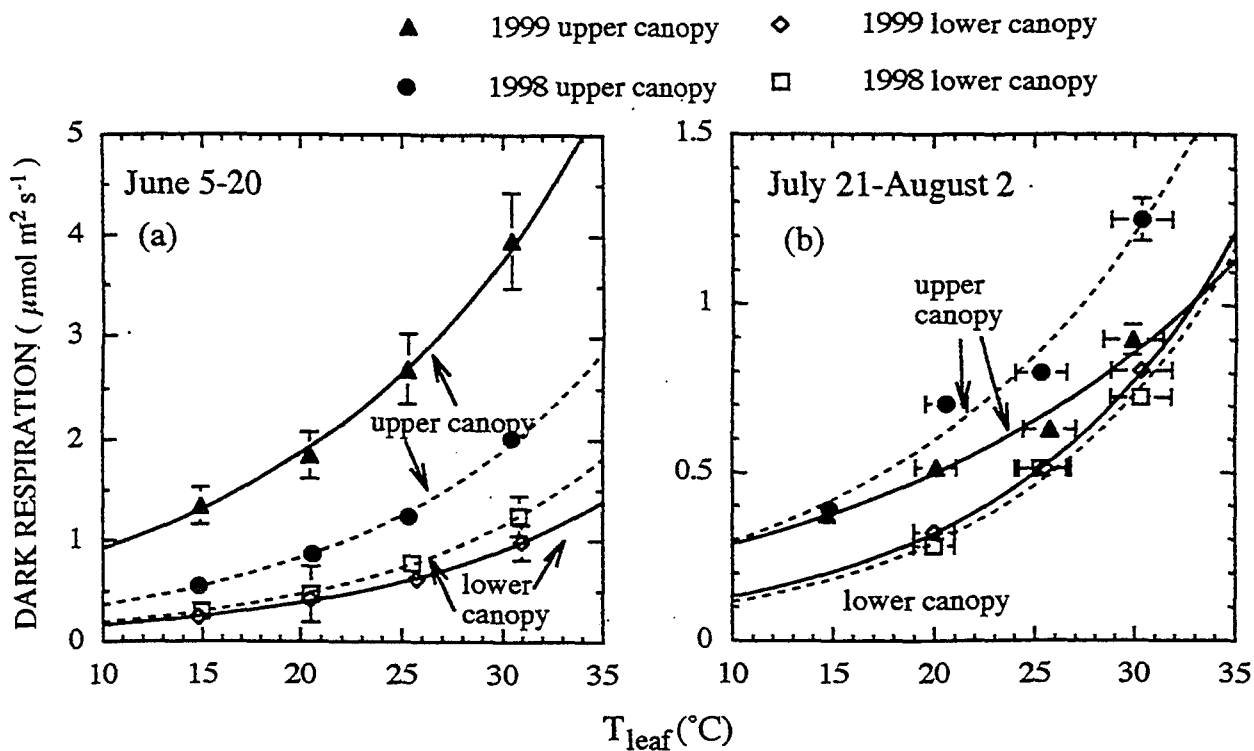 1999 upper canopy
1999 lower canopy
1998 upper canopy
1998 lower canopy
DARK RESPIRATION ( μmol m² s⁻¹)
5
4
3
2
1
0
June 5-20
(a)
upper canopy
lower
canopy
10 15 20 25 30 35
1.5
1
0.5
0
July 21-August 2
(b)
upper
canopy
lower canopy
10 15 20 25 30 35
T_leaf (°C)